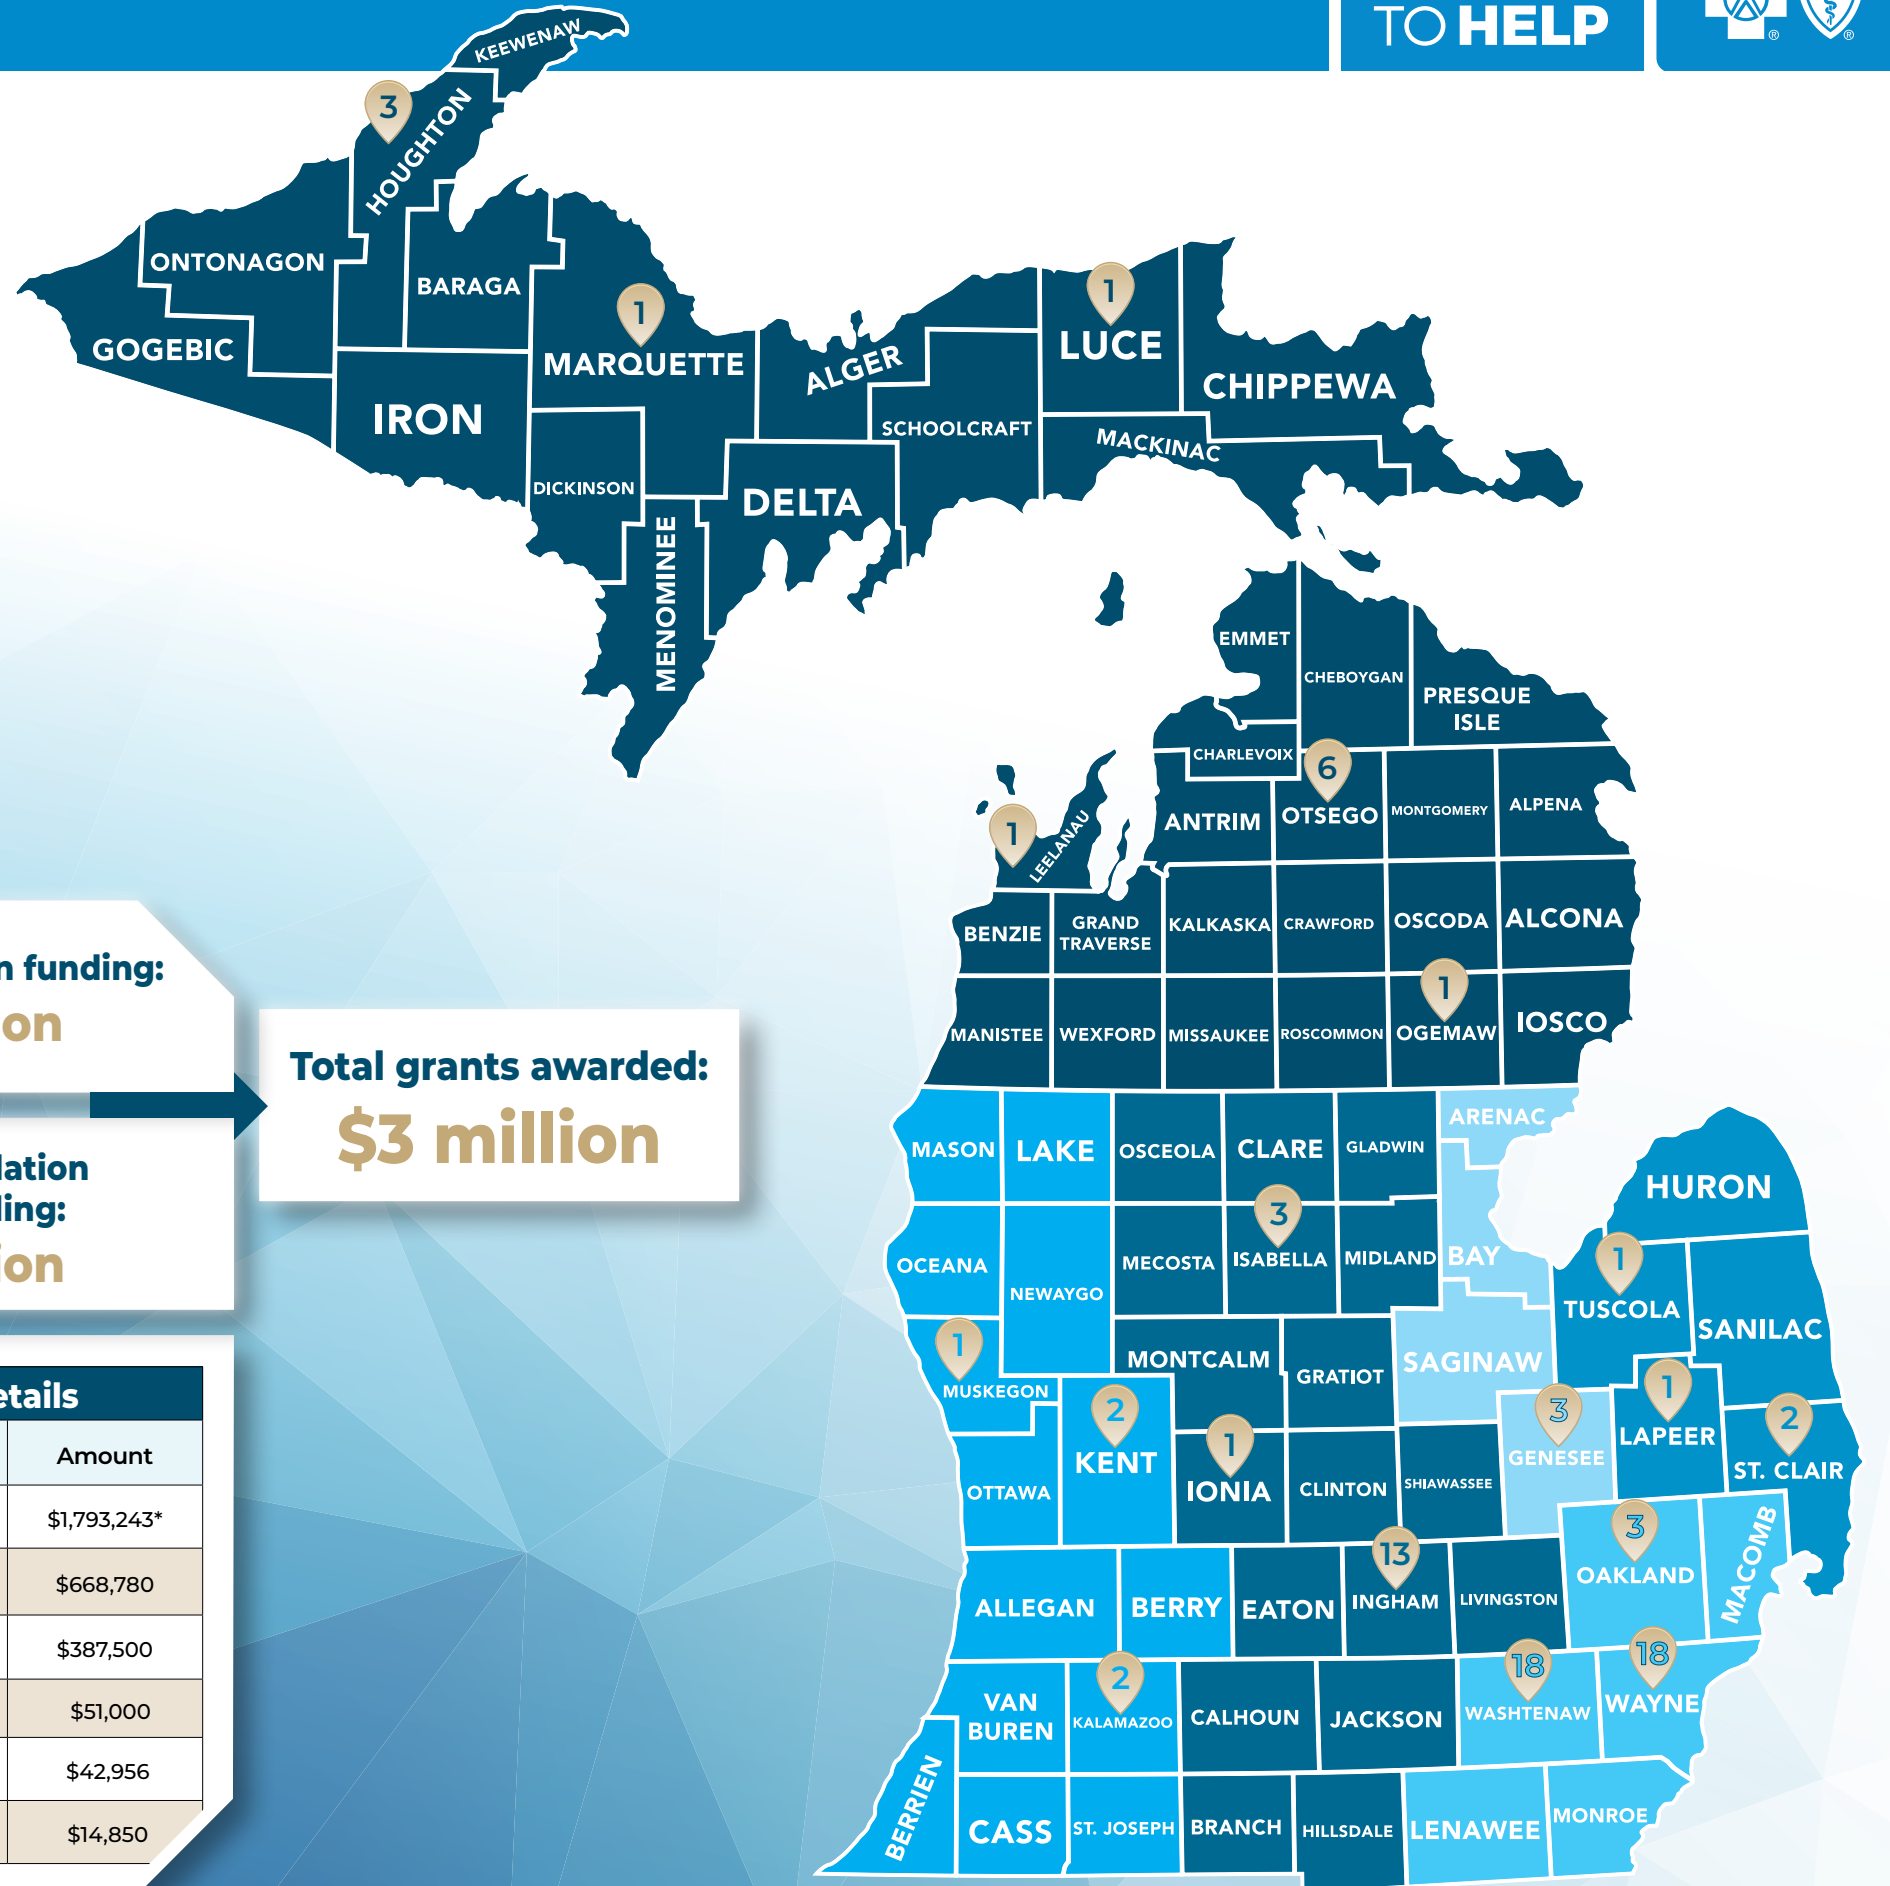 TO HELP
®
®
KEEWENAW
3
HOUGHTON
ONTONAGON
BARAGA
GOGEBIC
1
MARQUETTE
1
LUCE
ALGER
CHIPPEWA
IRON
SCHOOLCRAFT
MACKINAC
DICKINSON
DELTA
MENOMINEE
EMMET
CHEBOYGAN
PRESQUE
ISLE
CHARLEVOIX
6
ANTRIM
OTSEGO
MONTGOMERY
ALPENA
1
LEELANAU
BENZIE
GRAND
TRAVERSE
KALKASKA
CRAWFORD
OSCODA
ALCONA
1
MANISTEE
WEXFORD
MISSAUKEE
ROSCOMMON
OGEMAW
IOSCO
n funding:
on
Total grants awarded:
$3 million
lation
ling:
ion
MASON
LAKE
OSCEOLA
CLARE
GLADWIN
ARENAC
HURON
OCEANA
NEWAYGO
MECOSTA
3
ISABELLA
MIDLAND
BAY
1
TUSCOLA
SANILAC
1
MUSKEGON
MONTCALM
GRATIOT
SAGINAW
2
KENT
1
IONIA
CLINTON
SHIAWASSEE
3
GENESEE
1
LAPEER
2
ST. CLAIR
OTTAWA
3
OAKLAND
MACOMB
ALLEGAN
BERRY
EATON
13
INGHAM
LIVINGSTON
VAN
BUREN
2
KALAMAZOO
CALHOUN
JACKSON
18
WASHTENAW
18
WAYNE
BERRIEN
CASS
ST. JOSEPH
BRANCH
HILLSDALE
LENAWEE
MONROE
etails
Amount
$1,793,243*
$668,780
$387,500
$51,000
$42,956
$14,850